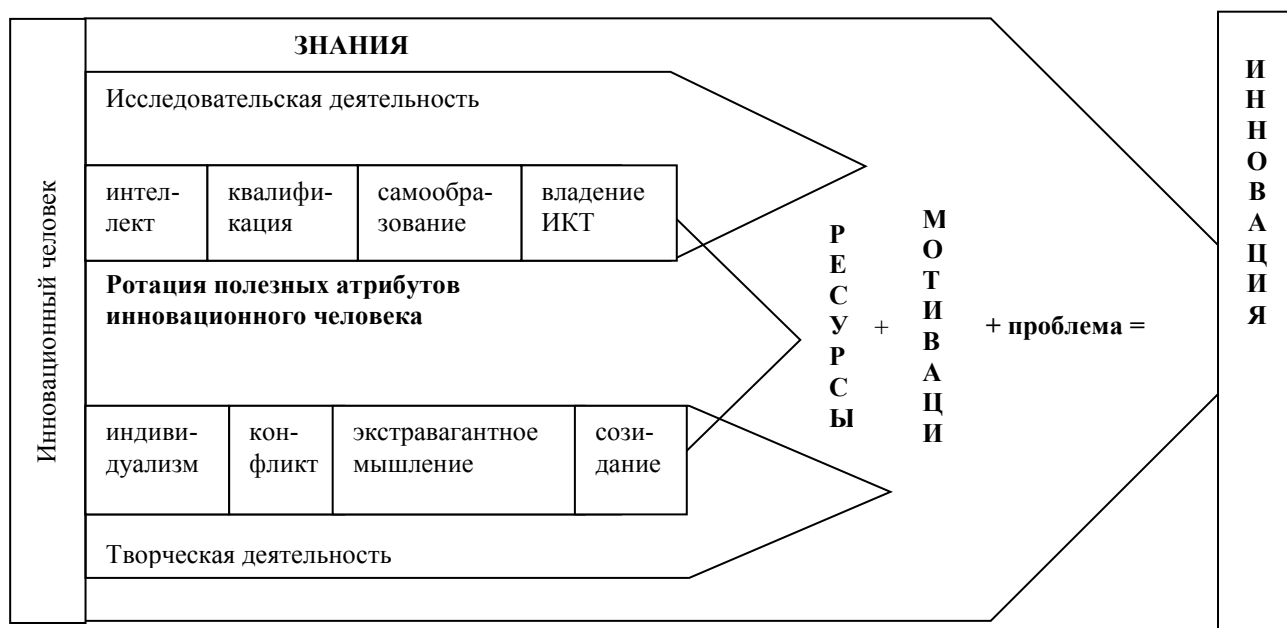 Инновационный человек
ЗНАНИЯ
Исследовательская деятельность
интел-
лект
квалифи-
кация
самообра-
зование
владение
ИКТ
Ротация полезных атрибутов
инновационного человека
индиви-
дуализм
кон-
фликт
экстравагантное
мышление
сози-
дание
Творческая деятельность
РЕСУРСЫ
+
МОТИВАЦИ
+ проблема =
ИННОВАЦИЯ